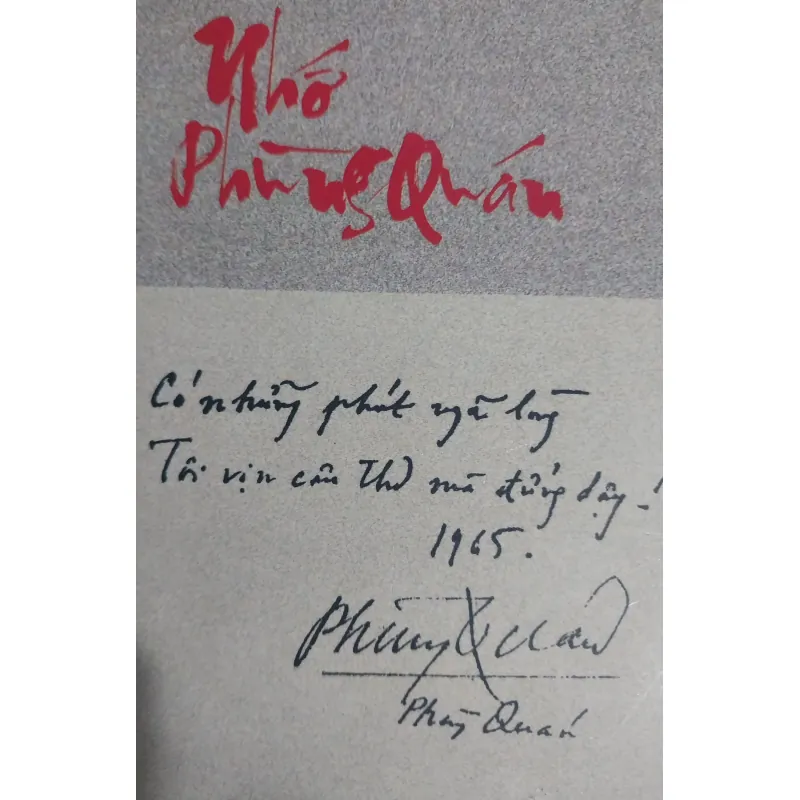 Nhớ
Phùng Quán
Có những phút ngã lòng
Tôi vịn câu thơ mà đứng dậy!
1965.
Phùng Quán
Phùng Quán